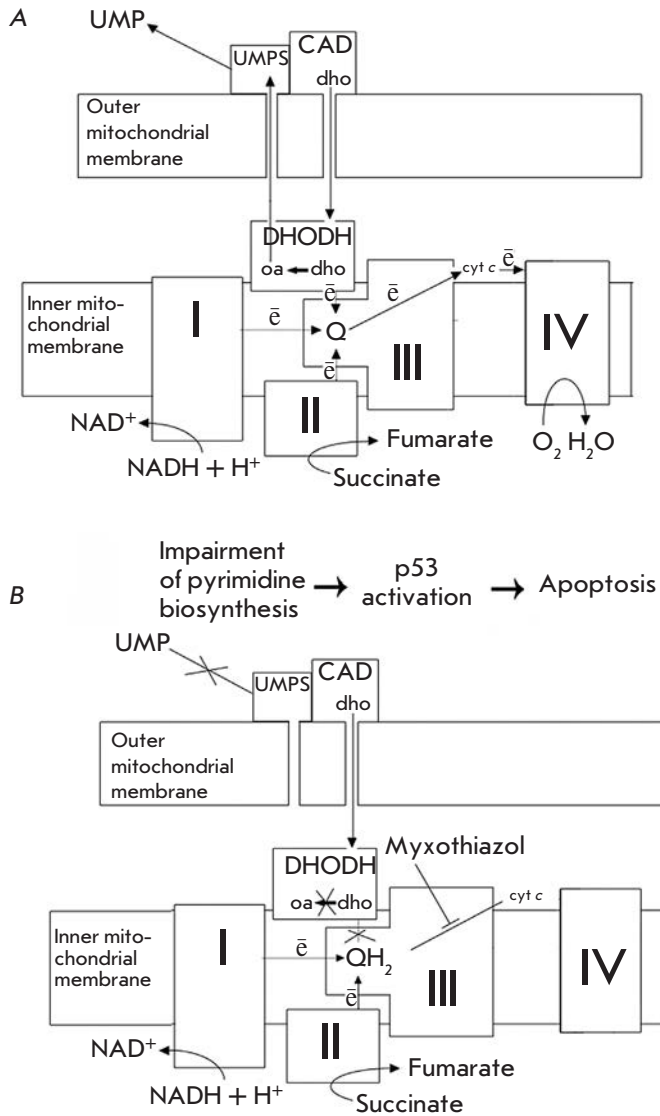 A
UMP
UMPS
CAD
dho
Outer
mitochondrial
membrane
DHODH
oa dho
cyt c
ē
ē
ē
Inner mito-
chondrial
membrane
I
ē
Q
III
IV
ē
II
NAD⁺
NADH + H⁺
Fumarate
Succinate
O₂ H₂O
Impairment
of pyrimidine
biosynthesis
p53
activation
Apoptosis
B
UMP
UMPS
CAD
dho
Outer
mitochondrial
membrane
Myxothiazol
DHODH
oa dho
cyt c
Inner mito-
chondrial
membrane
I
ē
QH₂
III
IV
ē
II
NAD⁺
NADH + H⁺
Fumarate
Succinate